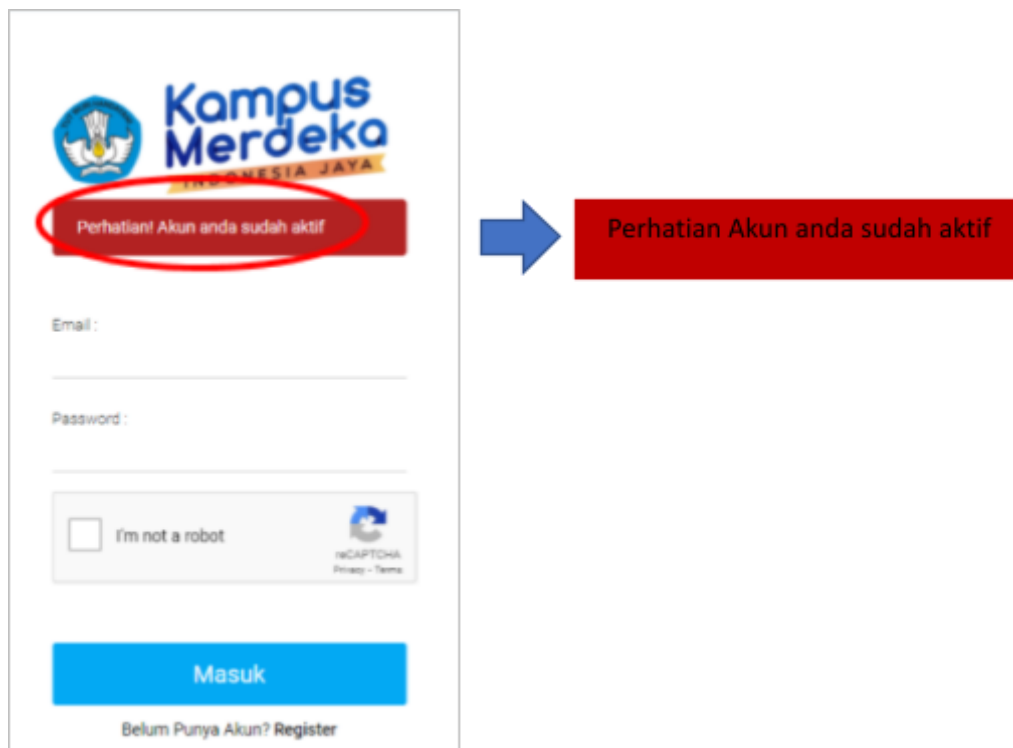 Kampus
Merdeka
INDONESIA JAYA
Perhatian! Akun anda sudah aktif
Perhatian Akun anda sudah aktif
Email :
Password :
I'm not a robot
reCAPTCHA
Privacy - Terms
Masuk
Belum Punya Akun? Register